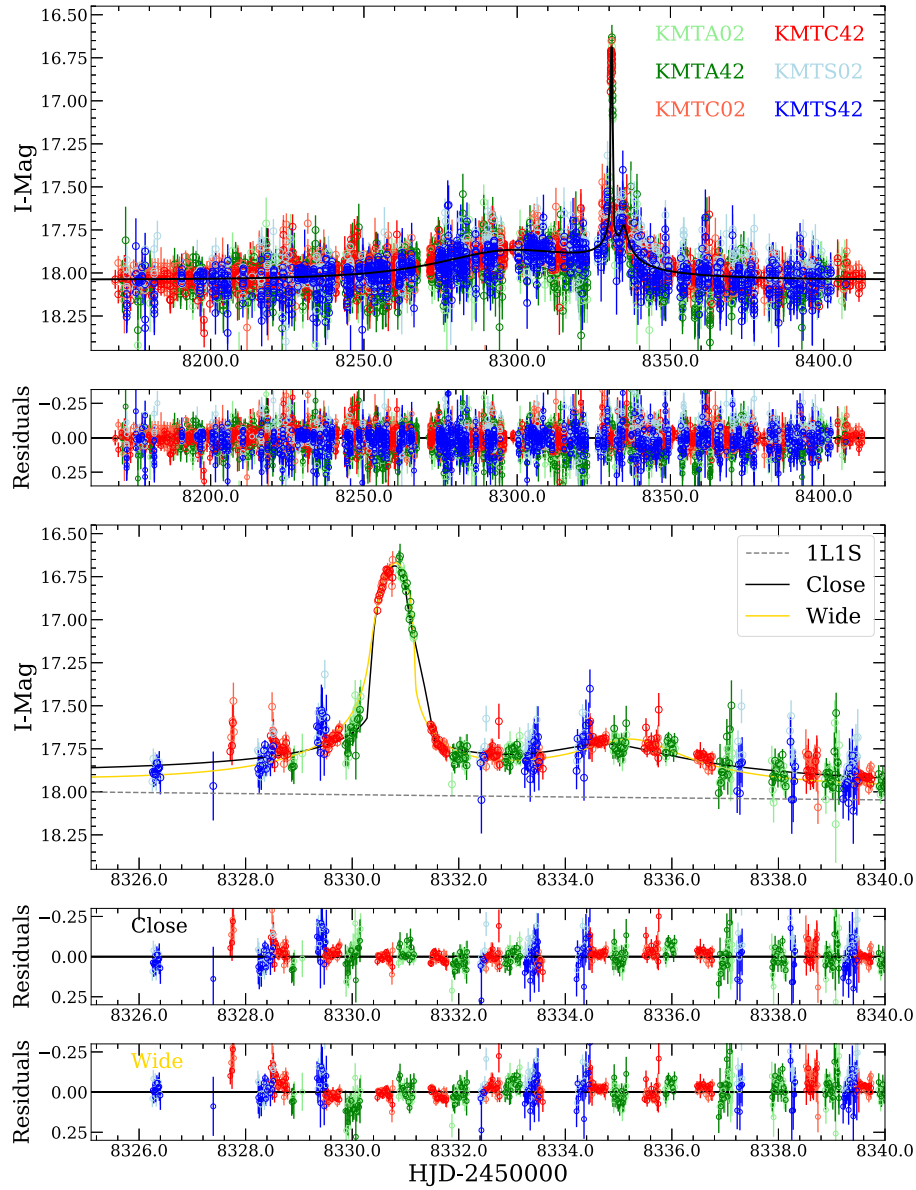 16.50
16.75
17.00
17.25
17.50
17.75
18.00
18.25
I-Mag
KMTA02 KMTC42
KMTA42 KMTS02
KMTC02 KMTS42
8200.0 8250.0 8300.0 8350.0 8400.0
−0.25
0.00
0.25
Residuals
8200.0 8250.0 8300.0 8350.0 8400.0
16.50
16.75
17.00
17.25
17.50
17.75
18.00
18.25
I-Mag
1L1S
Close
Wide
8326.0 8328.0 8330.0 8332.0 8334.0 8336.0 8338.0 8340.0
−0.25
0.00
0.25
Residuals
Close
8326.0 8328.0 8330.0 8332.0 8334.0 8336.0 8338.0 8340.0
−0.25
0.00
0.25
Residuals
Wide
8326.0 8328.0 8330.0 8332.0 8334.0 8336.0 8338.0 8340.0
HJD-2450000